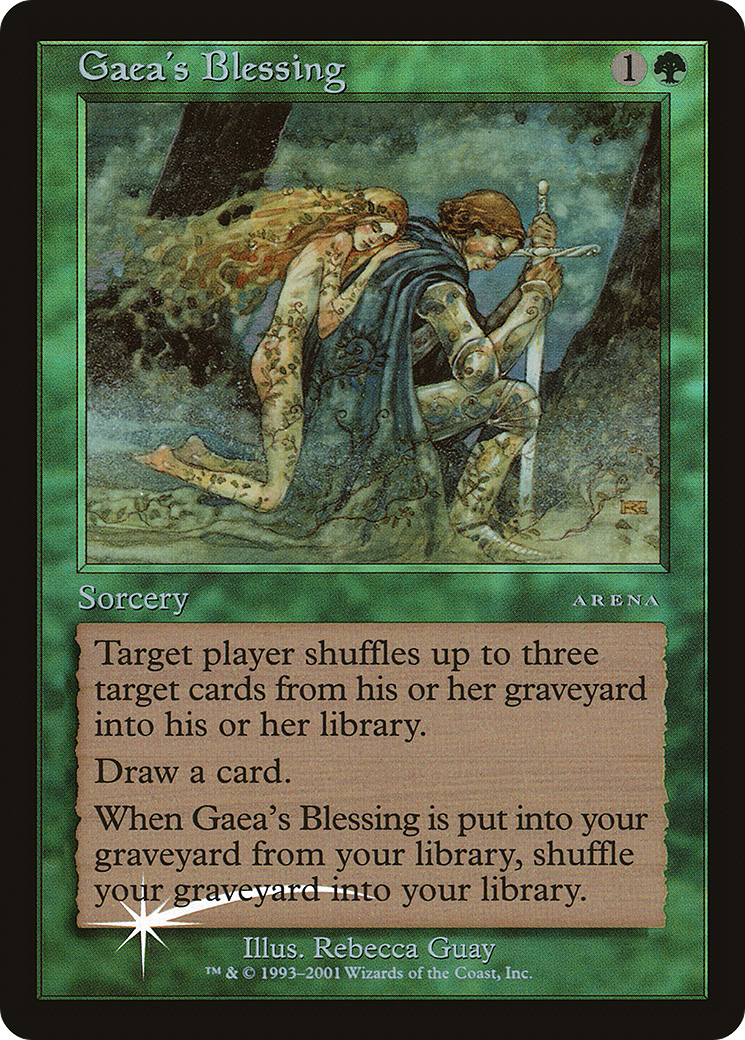 Gaea's Blessing 1
Sorcery ARENA
Target player shuffles up to three
target cards from his or her graveyard
into his or her library.
Draw a card.
When Gaea's Blessing is put into your
graveyard from your library, shuffle
your graveyard into your library.
Illus. Rebecca Guay
™ & © 1993–2001 Wizards of the Coast, Inc.